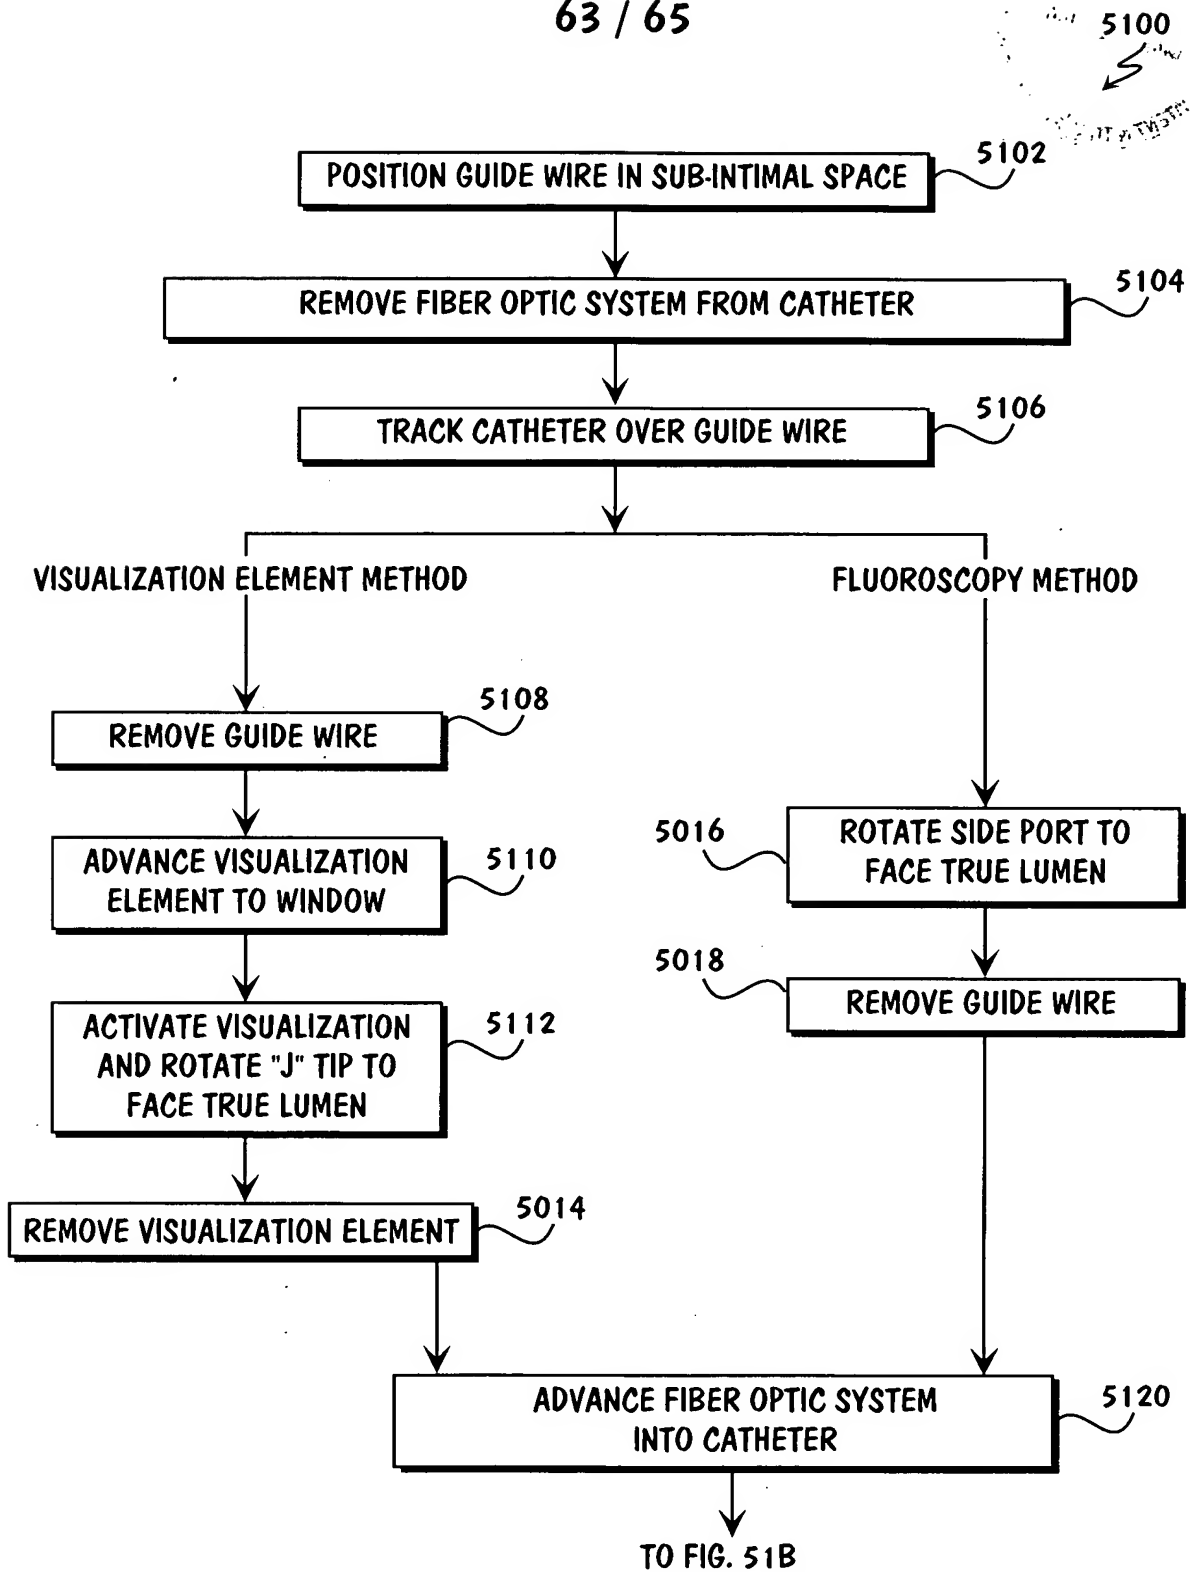 63 / 65
5100
POSITION GUIDE WIRE IN SUB-INTIMAL SPACE
5102
REMOVE FIBER OPTIC SYSTEM FROM CATHETER
5104
TRACK CATHETER OVER GUIDE WIRE
5106
VISUALIZATION ELEMENT METHOD
FLUOROSCOPY METHOD
5108
REMOVE GUIDE WIRE
5110
ADVANCE VISUALIZATION
ELEMENT TO WINDOW
5112
ACTIVATE VISUALIZATION
AND ROTATE "J" TIP TO
FACE TRUE LUMEN
5014
REMOVE VISUALIZATION ELEMENT
5016
ROTATE SIDE PORT TO
FACE TRUE LUMEN
5018
REMOVE GUIDE WIRE
ADVANCE FIBER OPTIC SYSTEM
INTO CATHETER
5120
TO FIG. 51B